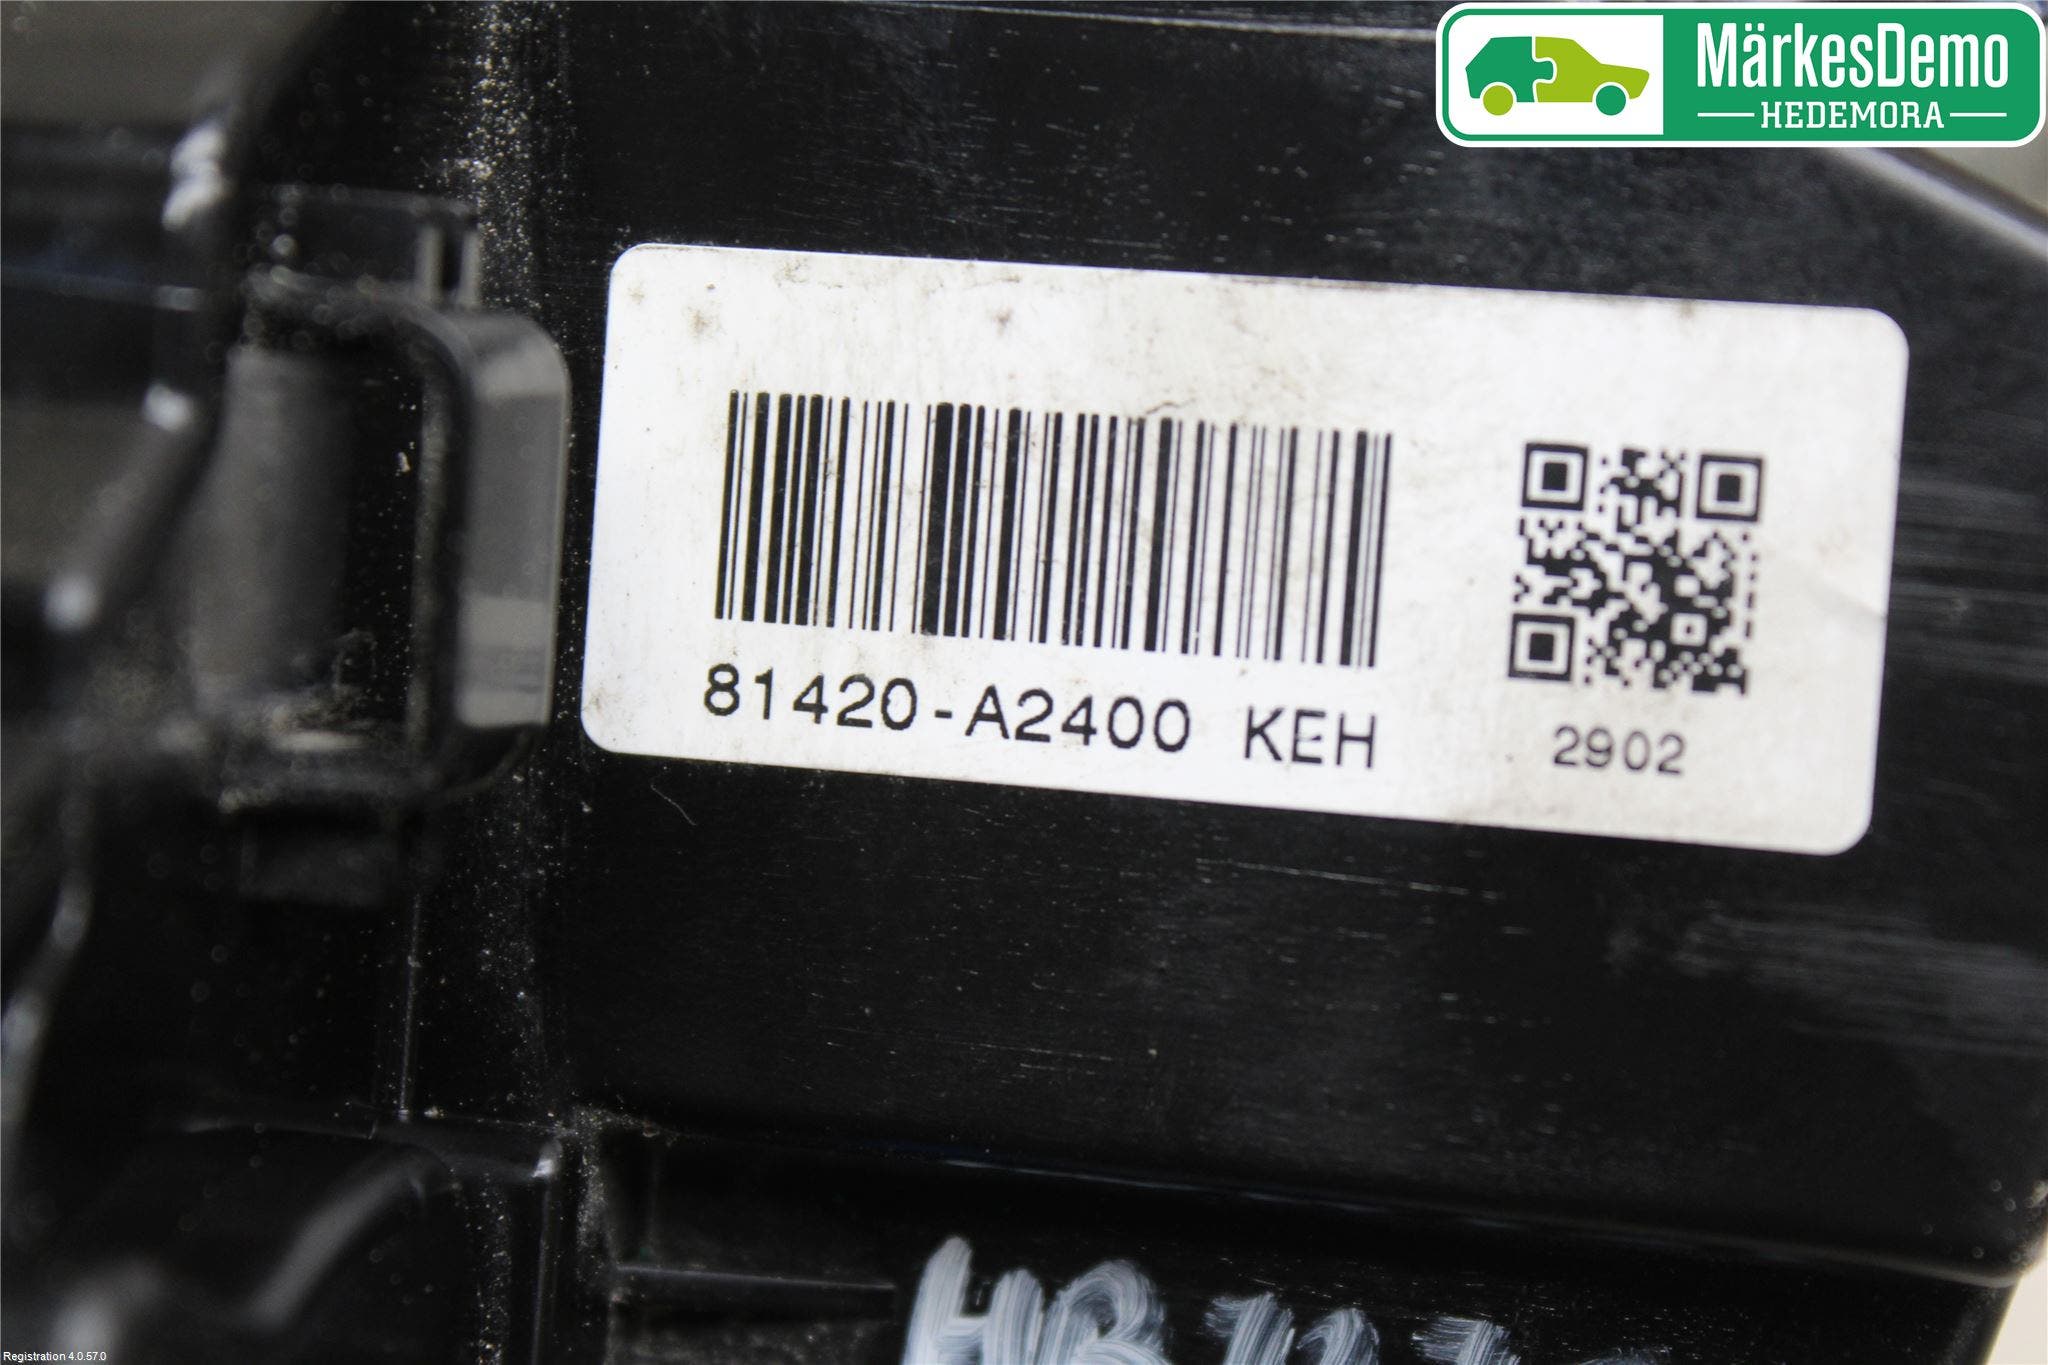 MärkesDemo
HEDEMORA
81420-A2400 KEH
2902
Registration 4.0.57.0